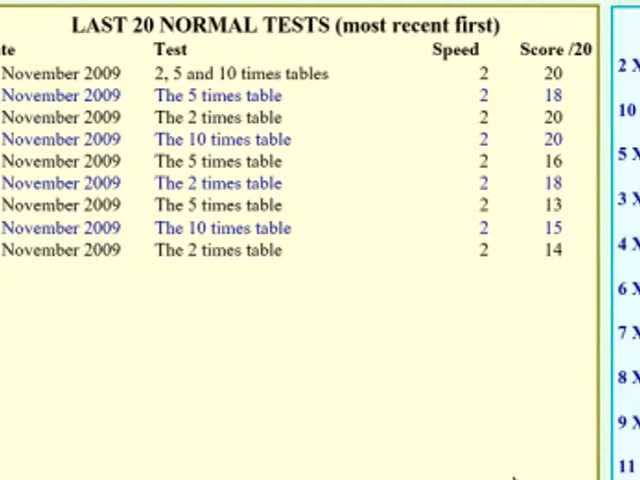 LAST 20 NORMAL TESTS (most recent first)
te Test Speed Score /20
November 2009 2, 5 and 10 times tables 2 20
November 2009 The 5 times table 2 18
November 2009 The 2 times table 2 20
November 2009 The 10 times table 2 20
November 2009 The 5 times table 2 16
November 2009 The 2 times table 2 18
November 2009 The 5 times table 2 13
November 2009 The 10 times table 2 15
November 2009 The 2 times table 2 14
2 X
10
5 X
3 X
4 X
6 X
7 X
8 X
9 X
11